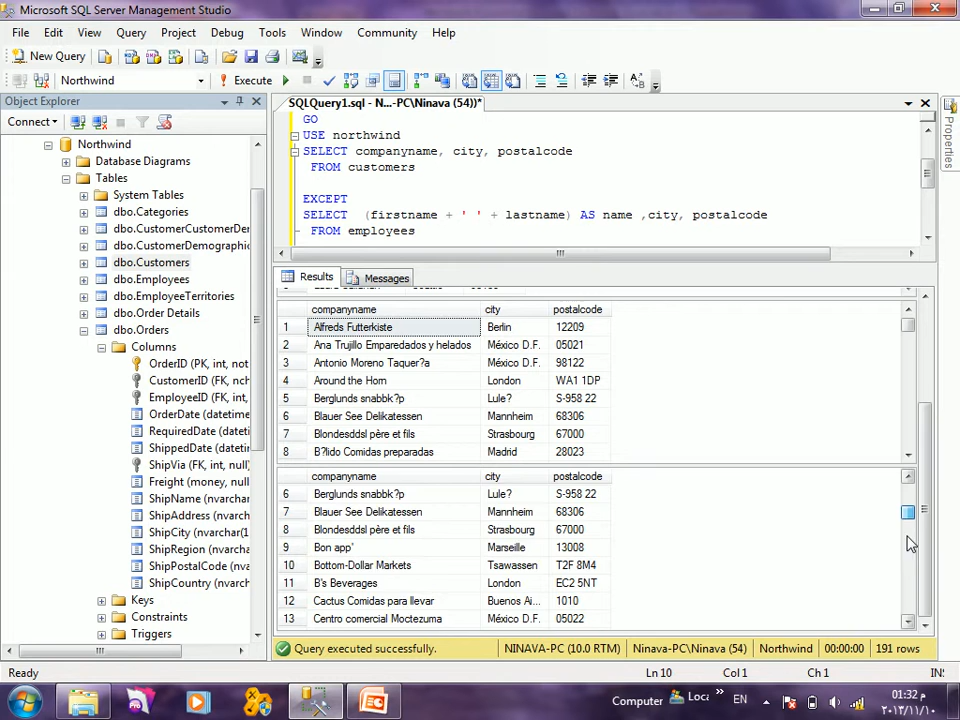 Microsoft SQL Server Management Studio
File Edit View Query Project Debug Tools Window Community Help
New Query
Northwind Execute
Object Explorer
SQLQuery1.sql - N...-PC\Ninava (54))*
Properties
Connect
Northwind
Database Diagrams
Tables
System Tables
dbo.Categories
dbo.CustomerCustomerDer
dbo.CustomerDemographic
dbo.Customers
dbo.Employees
dbo.EmployeeTerritories
dbo.Order Details
dbo.Orders
Columns
OrderID (PK, int, not
CustomerID (FK, nch
EmployeeID (FK, int,
OrderDate (datetime
RequiredDate (dateti
ShippedDate (dateti
ShipVia (FK, int, null)
Freight (money, null
ShipName (nvarchar
ShipAddress (nvarch
ShipCity (nvarchar(1
ShipRegion (nvarcha
ShipPostalCode (nva
ShipCountry (nvarch
Keys
Constraints
Triggers
GO
USE northwind
SELECT companyname, city, postalcode
FROM customers
EXCEPT
SELECT (firstname + ' ' + lastname) AS name ,city, postalcode
FROM employees
Results Messages
companyname city postalcode
1 Alfreds Futterkiste Berlin 12209
2 Ana Trujillo Emparedados y helados México D.F. 05021
3 Antonio Moreno Taquer?a México D.F. 98122
4 Around the Horn London WA1 1DP
5 Berglunds snabbk?p Lule? S-958 22
6 Blauer See Delikatessen Mannheim 68306
7 Blondesddsl père et fils Strasbourg 67000
8 B?lido Comidas preparadas Madrid 28023
companyname city postalcode
6 Berglunds snabbk?p Lule? S-958 22
7 Blauer See Delikatessen Mannheim 68306
8 Blondesddsl père et fils Strasbourg 67000
9 Bon app' Marseille 13008
10 Bottom-Dollar Markets Tsawassen T2F 8M4
11 B's Beverages London EC2 5NT
12 Cactus Comidas para llevar Buenos Ai... 1010
13 Centro comercial Moctezuma México D.F. 05022
Query executed successfully. NINAVA-PC (10.0 RTM) Ninava-PC\Ninava (54) Northwind 00:00:00 191 rows
Ready Ln 10 Col 1 Ch 1 INS
Computer Loca EN
01:32 م
٢٠١٣/١١/١٠